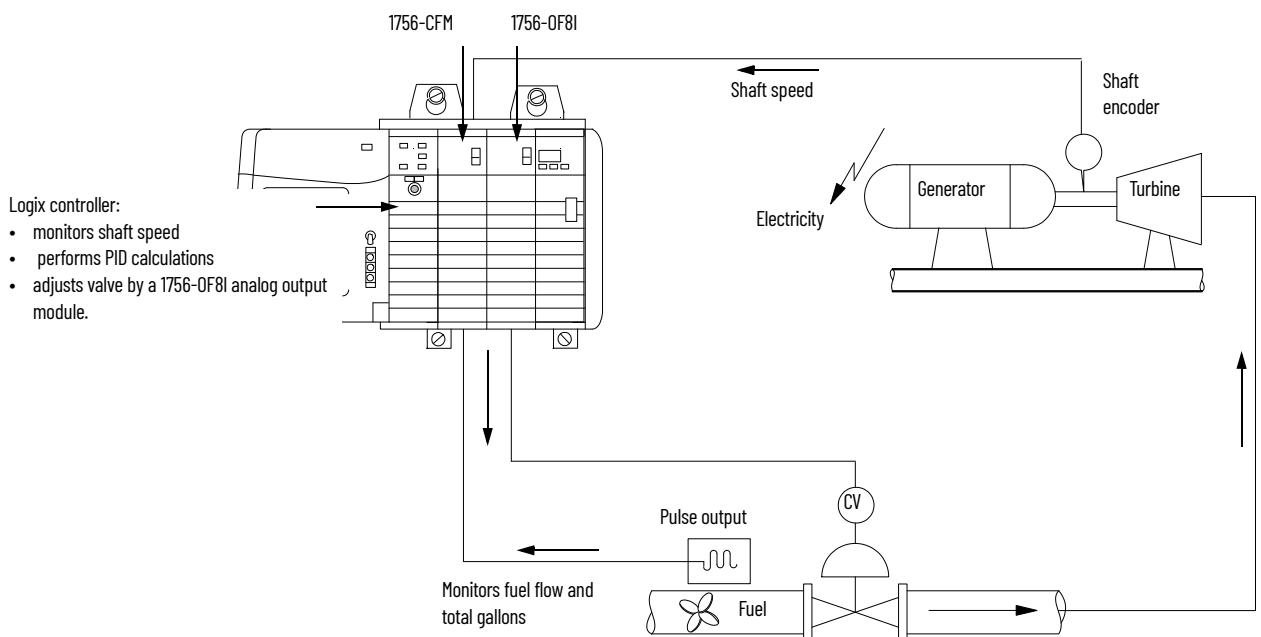 1756-CFM
1756-OF8I
Shaft speed
Shaft
encoder
Generator
Turbine
Electricity
Logix controller:
• monitors shaft speed
• performs PID calculations
• adjusts valve by a 1756-OF8I analog output
module.
CV
Pulse output
Monitors fuel flow and
total gallons
Fuel